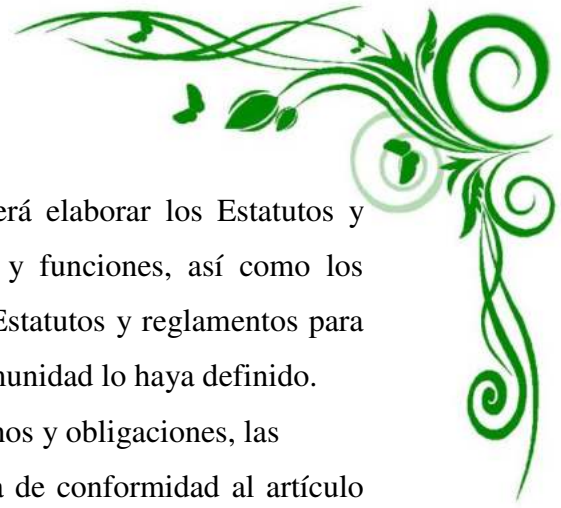 erá elaborar los Estatutos y
y funciones, así como los
Estatutos y reglamentos para
munidad lo haya definido.
nos y obligaciones, las
a de conformidad al artículo